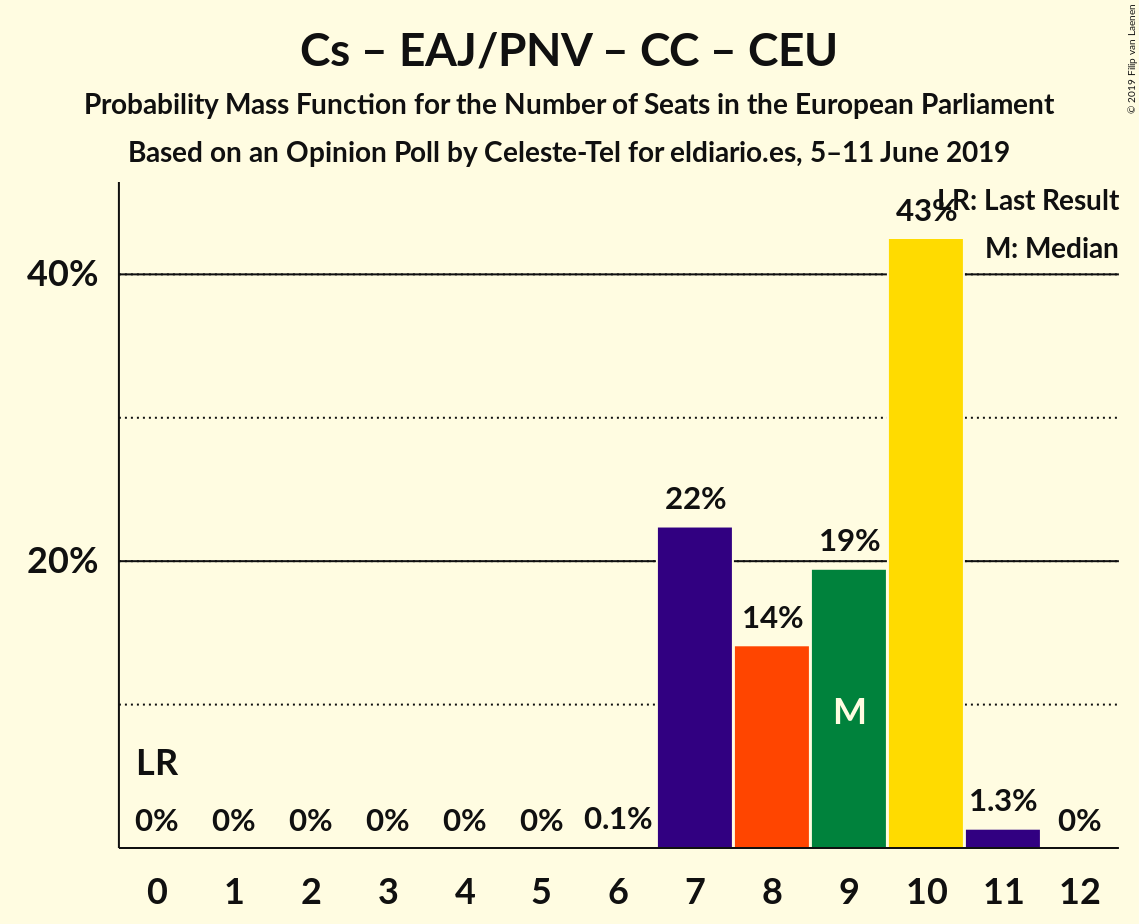 Cs – EAJ/PNV – CC – CEU
Probability Mass Function for the Number of Seats in the European Parliament
Based on an Opinion Poll by Celeste-Tel for eldiario.es, 5–11 June 2019
© 2019 Filip van Laenen
LR: Last Result
M: Median
40%
20%
43%
22%
19%
14%
M
LR
0% 0% 0% 0% 0% 0% 0.1% 1.3% 0%
0 1 2 3 4 5 6 7 8 9 10 11 12